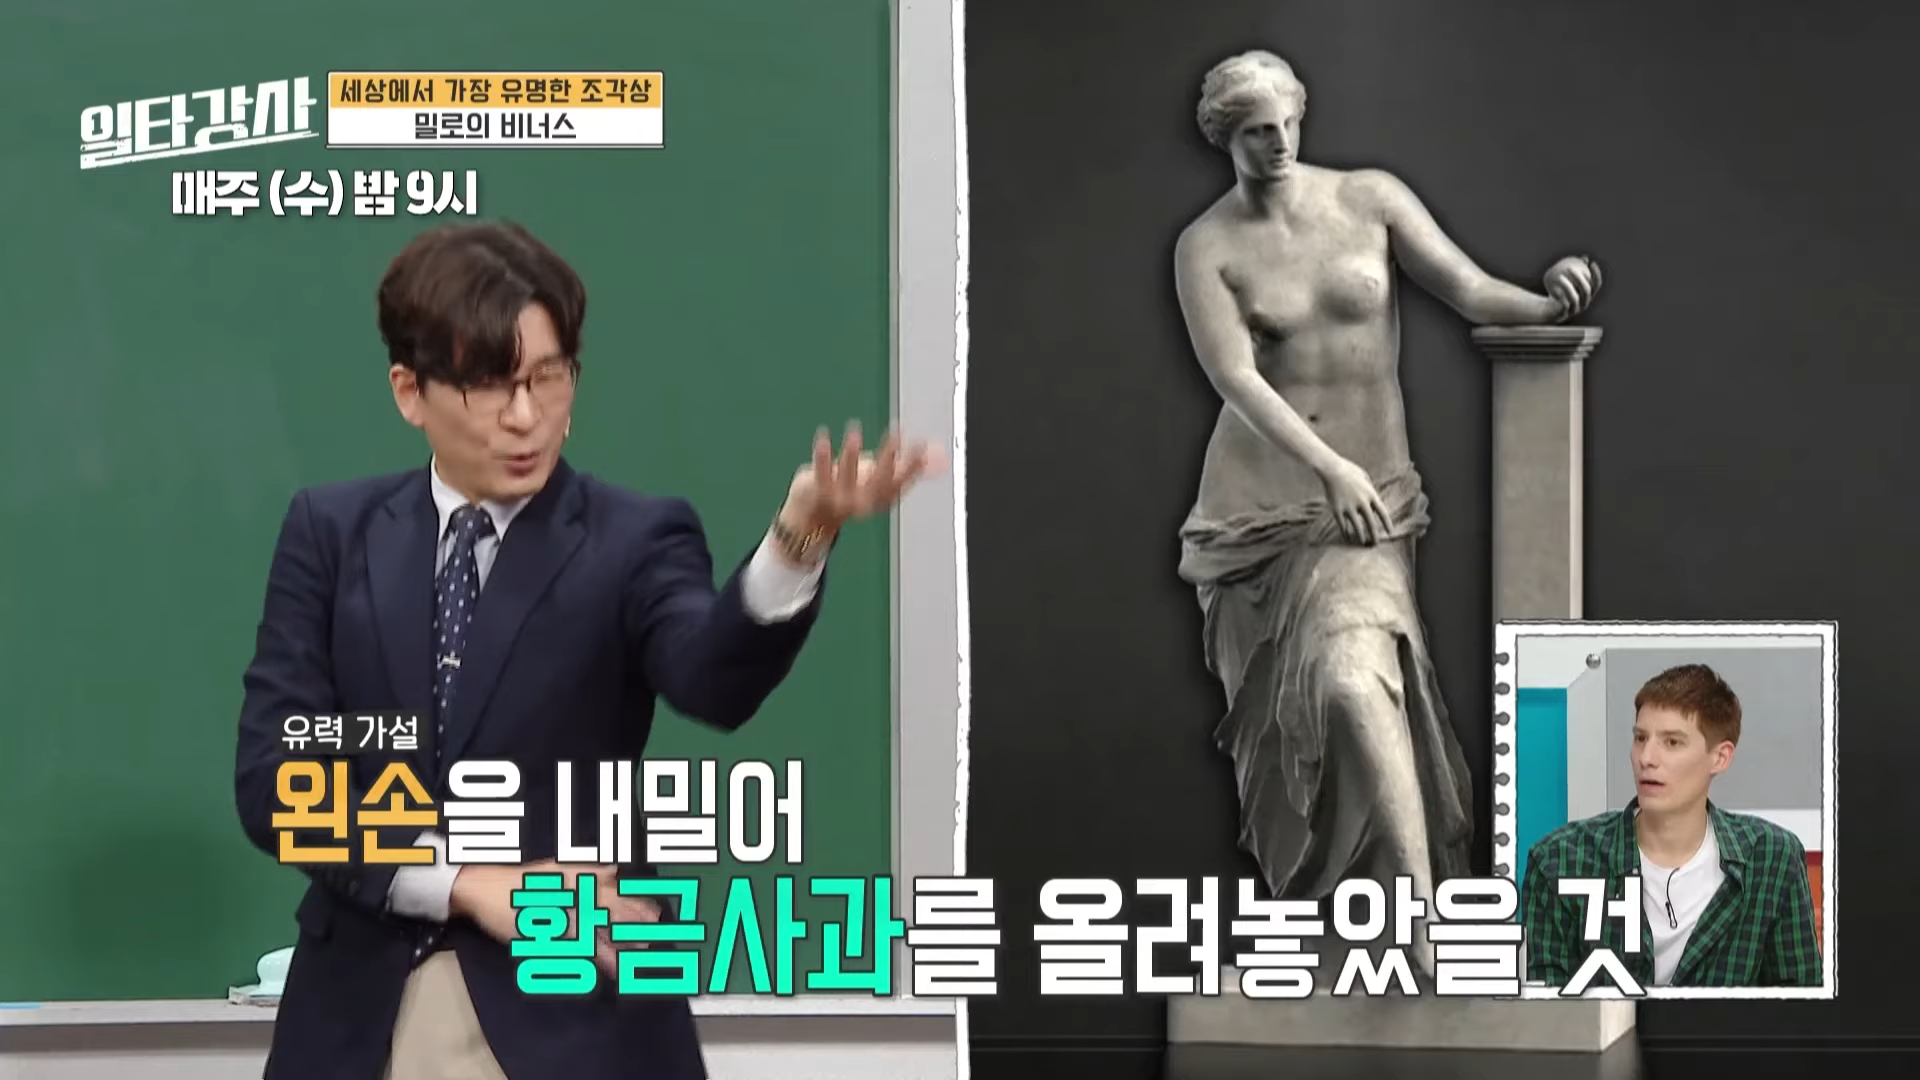 일타강사
세상에서 가장 유명한 조각상
밀로의 비너스
매주 (수) 밤 9시
유력 가설
왼손을 내밀어
황금사과를 올려놓았을 것